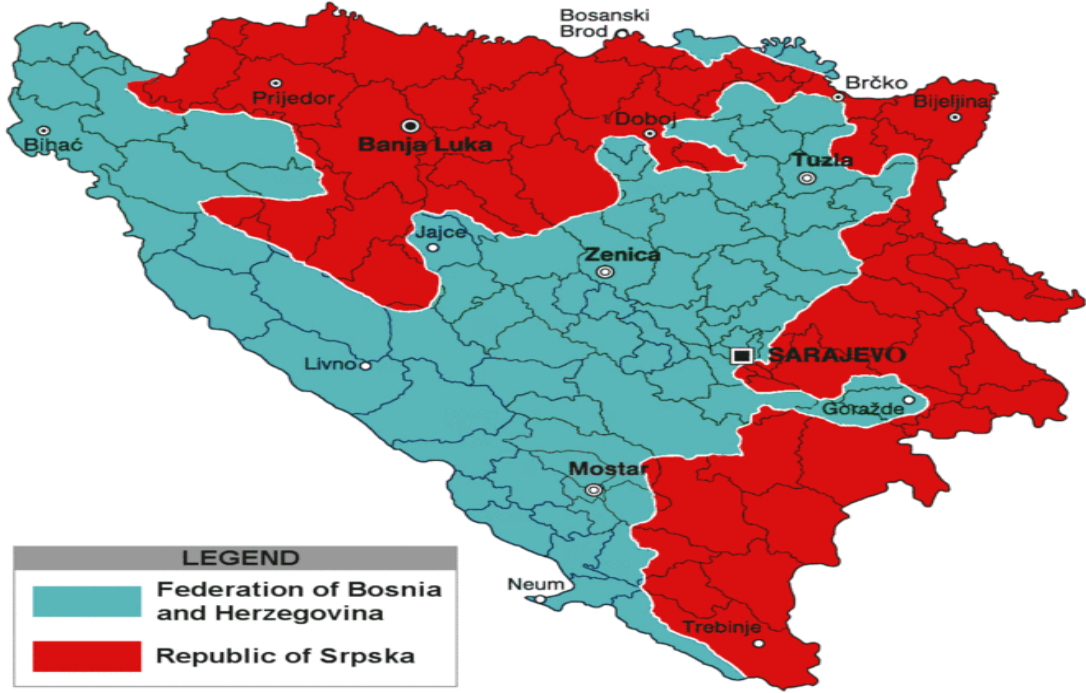 Bosanski
Brod
Brčko
Prijedor
Bijeljina
Doboj
Bihać
Banja Luka
Tuzla
Jajce
Zenica
SARAJEVO
Livno
Goražde
Mostar
LEGEND
Federation of Bosnia
and Herzegovina
Republic of Srpska
Neum
Trebinje